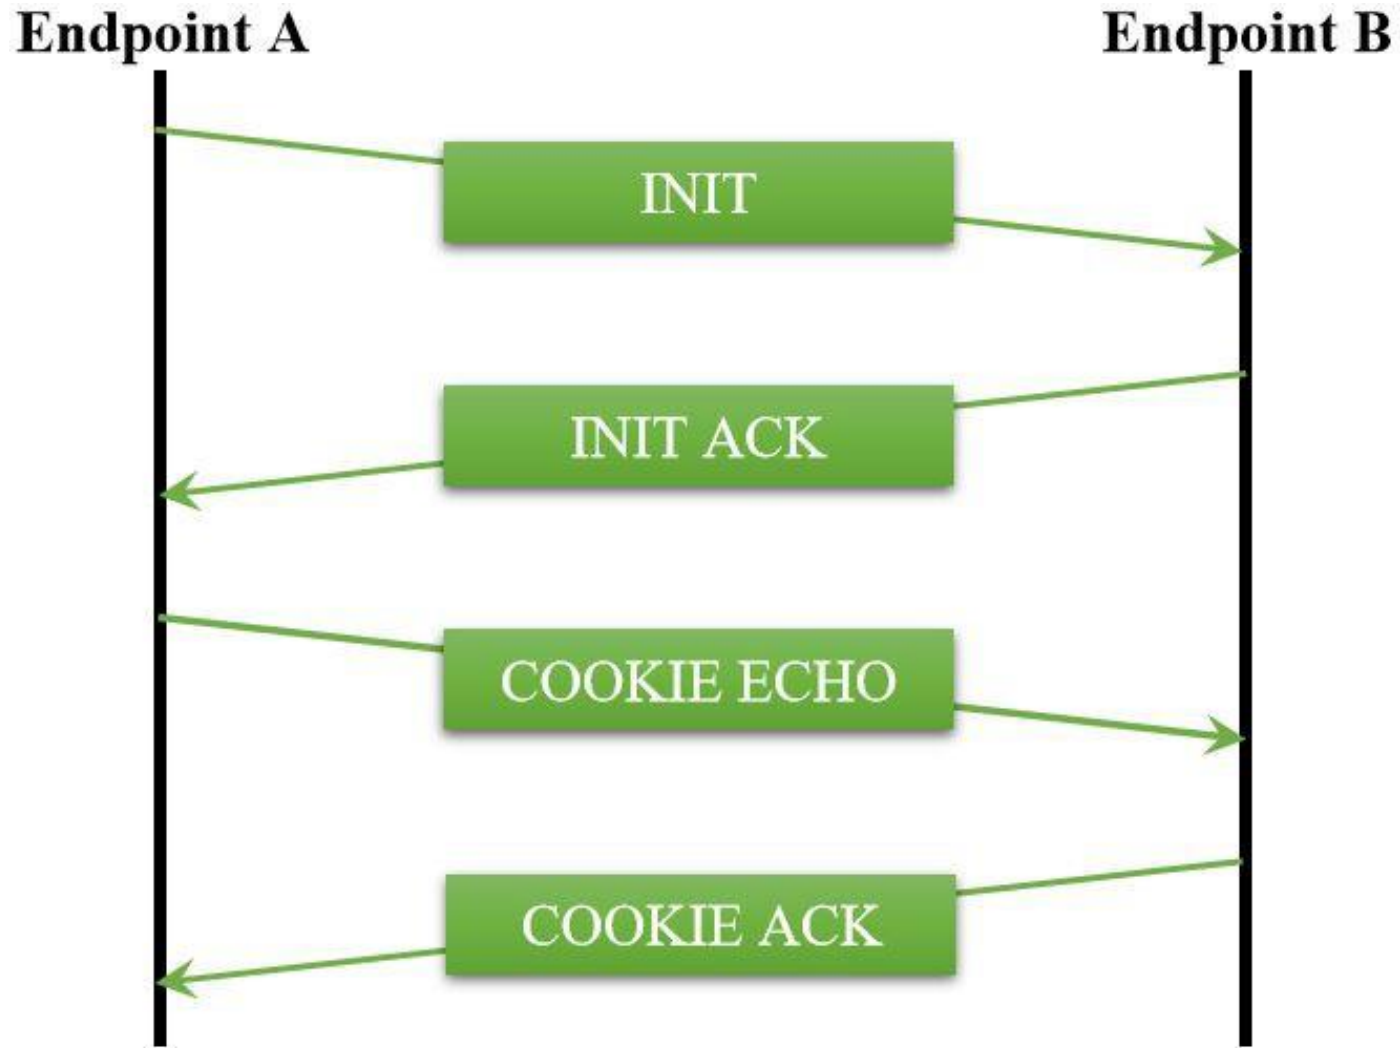 Endpoint A
Endpoint B
INIT
INIT ACK
COOKIE ECHO
COOKIE ACK